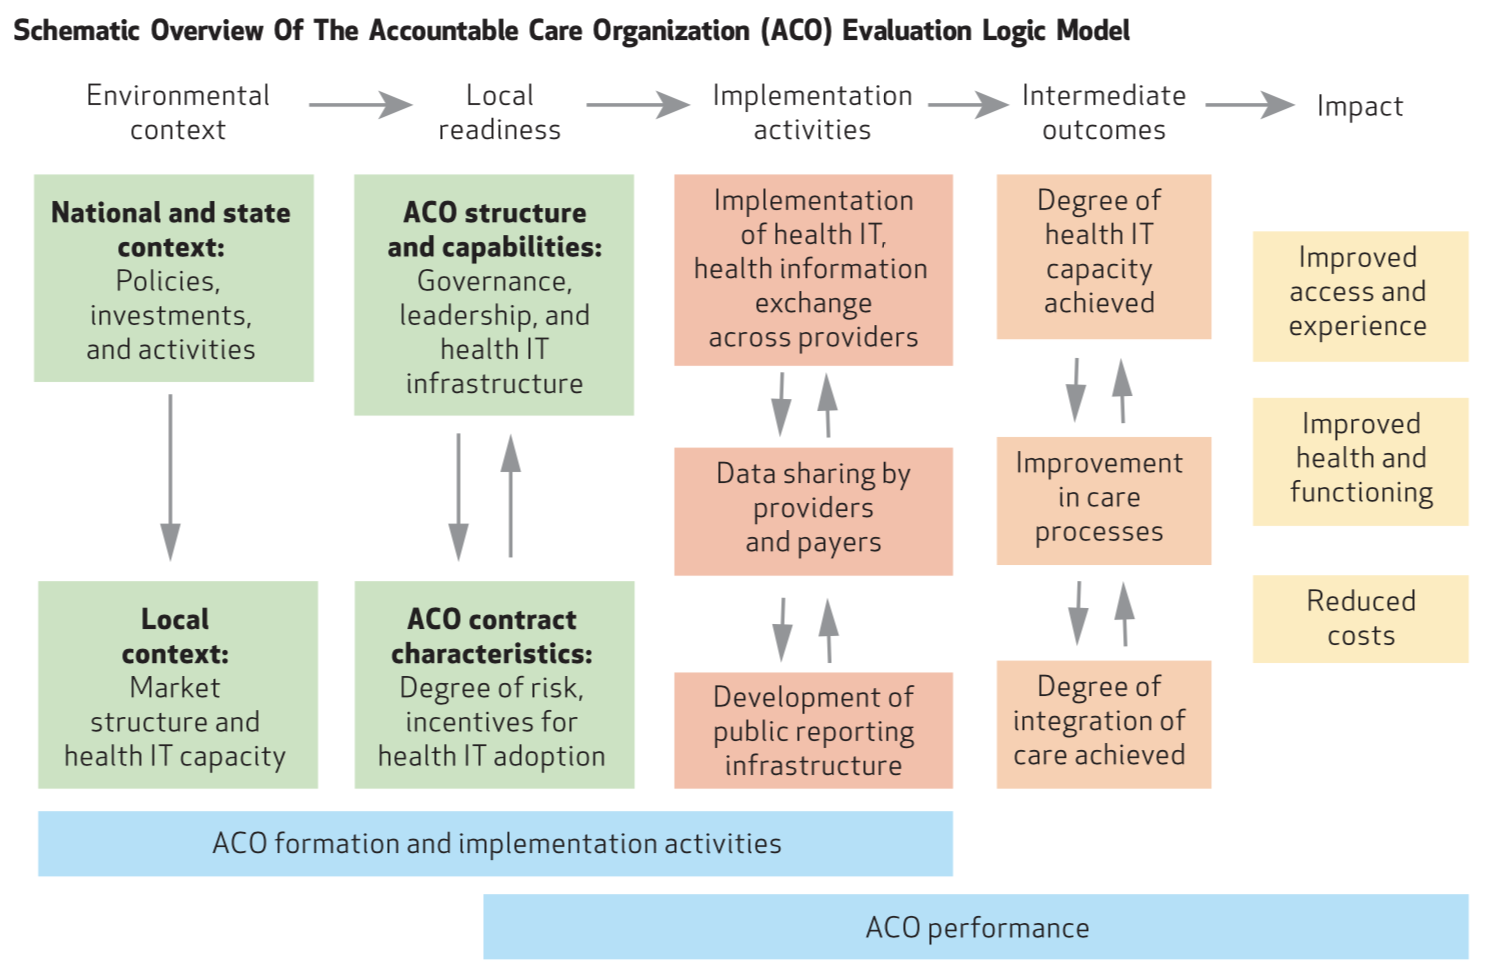 Schematic Overview Of The Accountable Care Organization (ACO) Evaluation Logic Model
Environmental
context
Local
readiness
Implementation
activities
Intermediate
outcomes
Impact
National and state
context:
Policies,
investments,
and activities
Local
context:
Market
structure and
health IT capacity
ACO structure
and capabilities:
Governance,
leadership, and
health IT
infrastructure
ACO contract
characteristics:
Degree of risk,
incentives for
health IT adoption
Implementation
of health IT,
health information
exchange
across providers
Data sharing by
providers
and payers
Development of
public reporting
infrastructure
Degree of
health IT
capacity
achieved
Improvement
in care
processes
Degree of
integration of
care achieved
Improved
access and
experience
Improved
health and
functioning
Reduced
costs
ACO formation and implementation activities
ACO performance